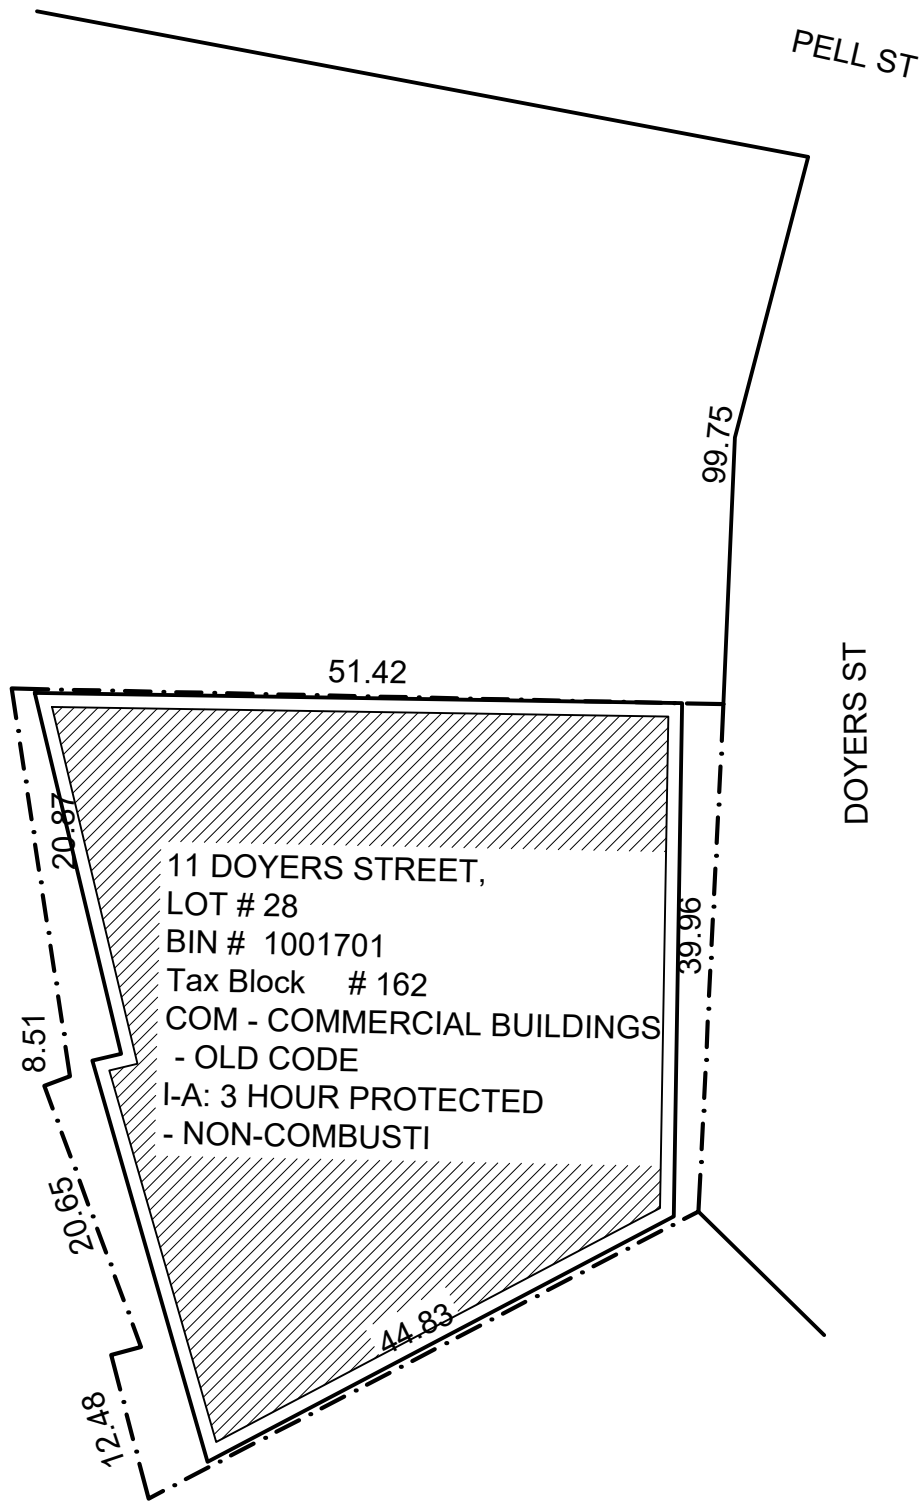 PELL ST
99.75
51.42
DOYERS ST
20.87
11 DOYERS STREET,
LOT # 28
BIN # 1001701
Tax Block # 162
COM - COMMERCIAL BUILDINGS
- OLD CODE
I-A: 3 HOUR PROTECTED
- NON-COMBUSTI
39.96
8.51
20.65
44.83
12.48